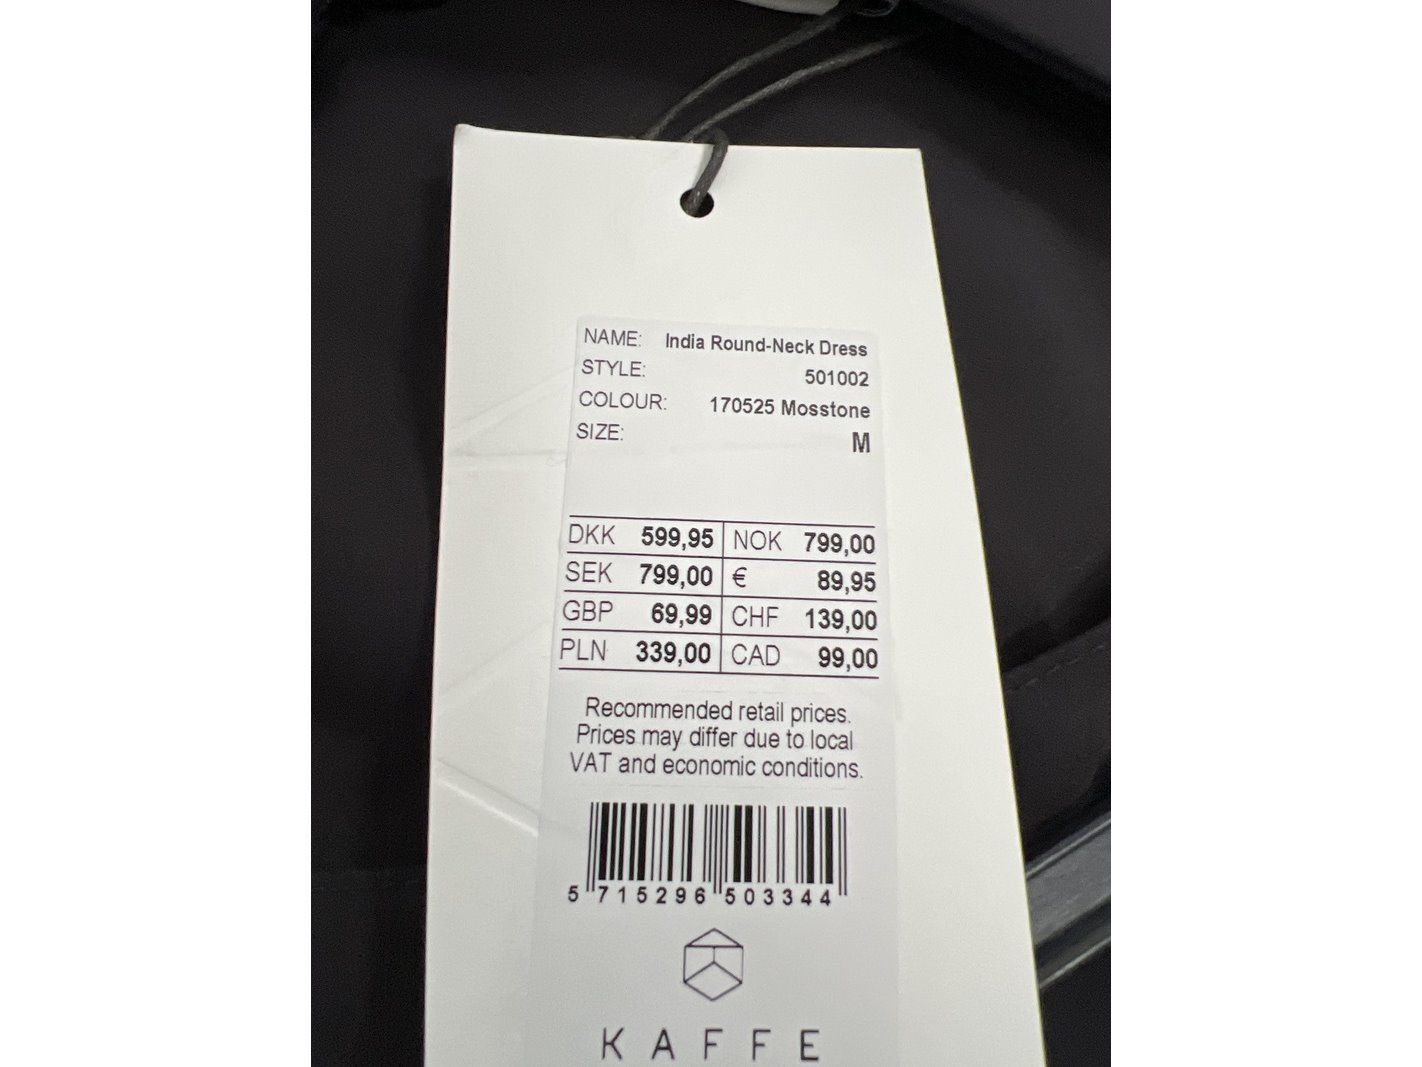 NAME: India Round-Neck Dress
STYLE: 501002
COLOUR: 170525 Mosstone
SIZE: M
DKK 599,95 NOK 799,00
SEK 799,00 € 89,95
GBP 69,99 CHF 139,00
PLN 339,00 CAD 99,00
Recommended retail prices.
Prices may differ due to local
VAT and economic conditions.
5 715296 503344
KAFFE